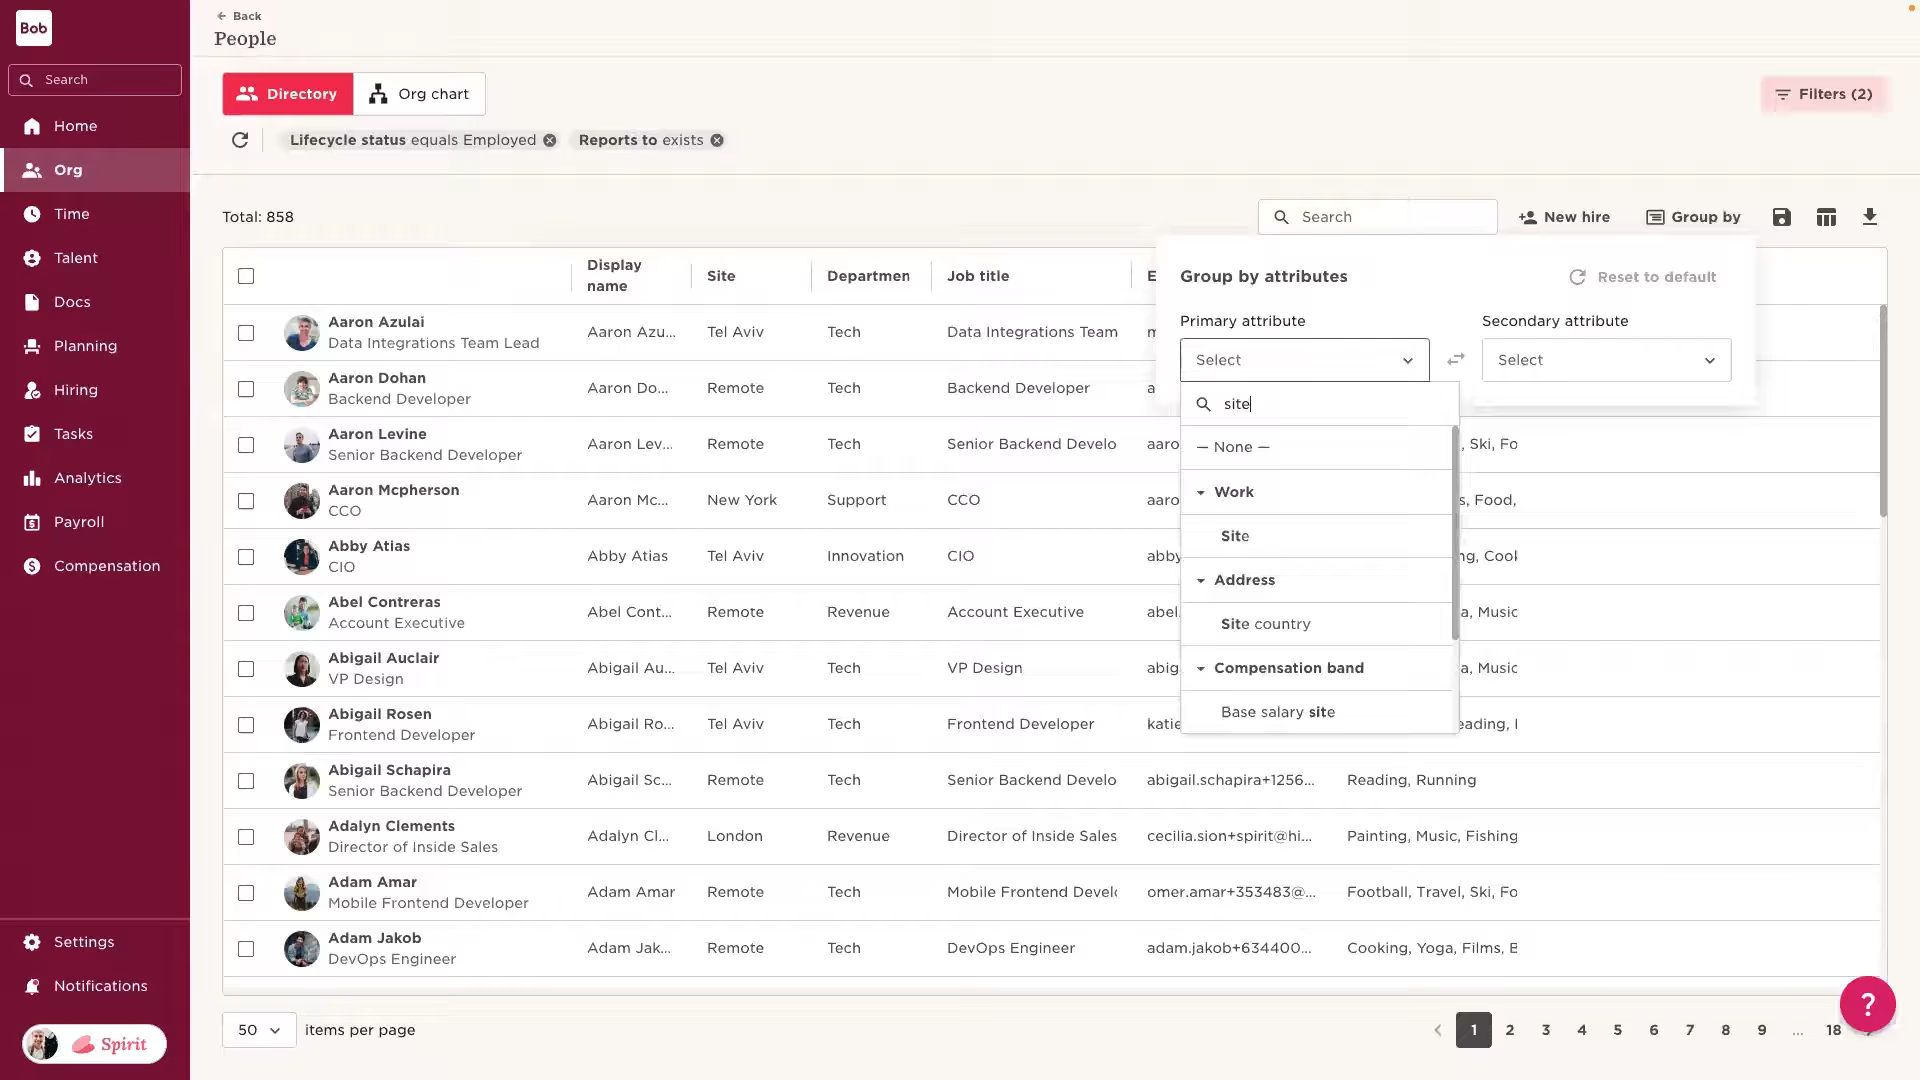 Bob
Search
Home
Org
Time
Talent
Docs
Planning
Hiring
Tasks
Analytics
Payroll
Compensation
Settings
Notifications
Spirit
Back
People
Directory
Org chart
Filters (2)
Lifecycle status equals Employed
Reports to exists
Total: 858
Search
New hire
Group by
Display name
Site
Departmen
Job title
E
Group by attributes
Reset to default
Primary attribute
Secondary attribute
Select
Select
site
— None —
Work
Site
Address
Site country
Compensation band
Base salary site
Aaron Azulai
Data Integrations Team Lead
Aaron Azu...
Tel Aviv
Tech
Data Integrations Team
Aaron Dohan
Backend Developer
Aaron Do...
Remote
Tech
Backend Developer
a
Aaron Levine
Senior Backend Developer
Aaron Lev...
Remote
Tech
Senior Backend Develo
aaro
, Ski, Fo
Aaron Mcpherson
CCO
Aaron Mc...
New York
Support
CCO
aaro
s, Food,
Abby Atias
CIO
Abby Atias
Tel Aviv
Innovation
CIO
abby
ng, Cool
Abel Contreras
Account Executive
Abel Cont...
Remote
Revenue
Account Executive
abel.
a, Music
Abigail Auclair
VP Design
Abigail Au...
Tel Aviv
Tech
VP Design
abig
a, Music
Abigail Rosen
Frontend Developer
Abigail Ro...
Tel Aviv
Tech
Frontend Developer
katie
eading, I
Abigail Schapira
Senior Backend Developer
Abigail Sc...
Remote
Tech
Senior Backend Develo
abigail.schapira+1256...
Reading, Running
Adalyn Clements
Director of Inside Sales
Adalyn Cl...
London
Revenue
Director of Inside Sales
cecilia.sion+spirit@hi...
Painting, Music, Fishing
Adam Amar
Mobile Frontend Developer
Adam Amar
Remote
Tech
Mobile Frontend Develo
omer.amar+353483@...
Football, Travel, Ski, Fo
Adam Jakob
DevOps Engineer
Adam Jak...
Remote
Tech
DevOps Engineer
adam.jakob+634400...
Cooking, Yoga, Films, B
50
items per page
1 2 3 4 5 6 7 8 9 ... 18
?